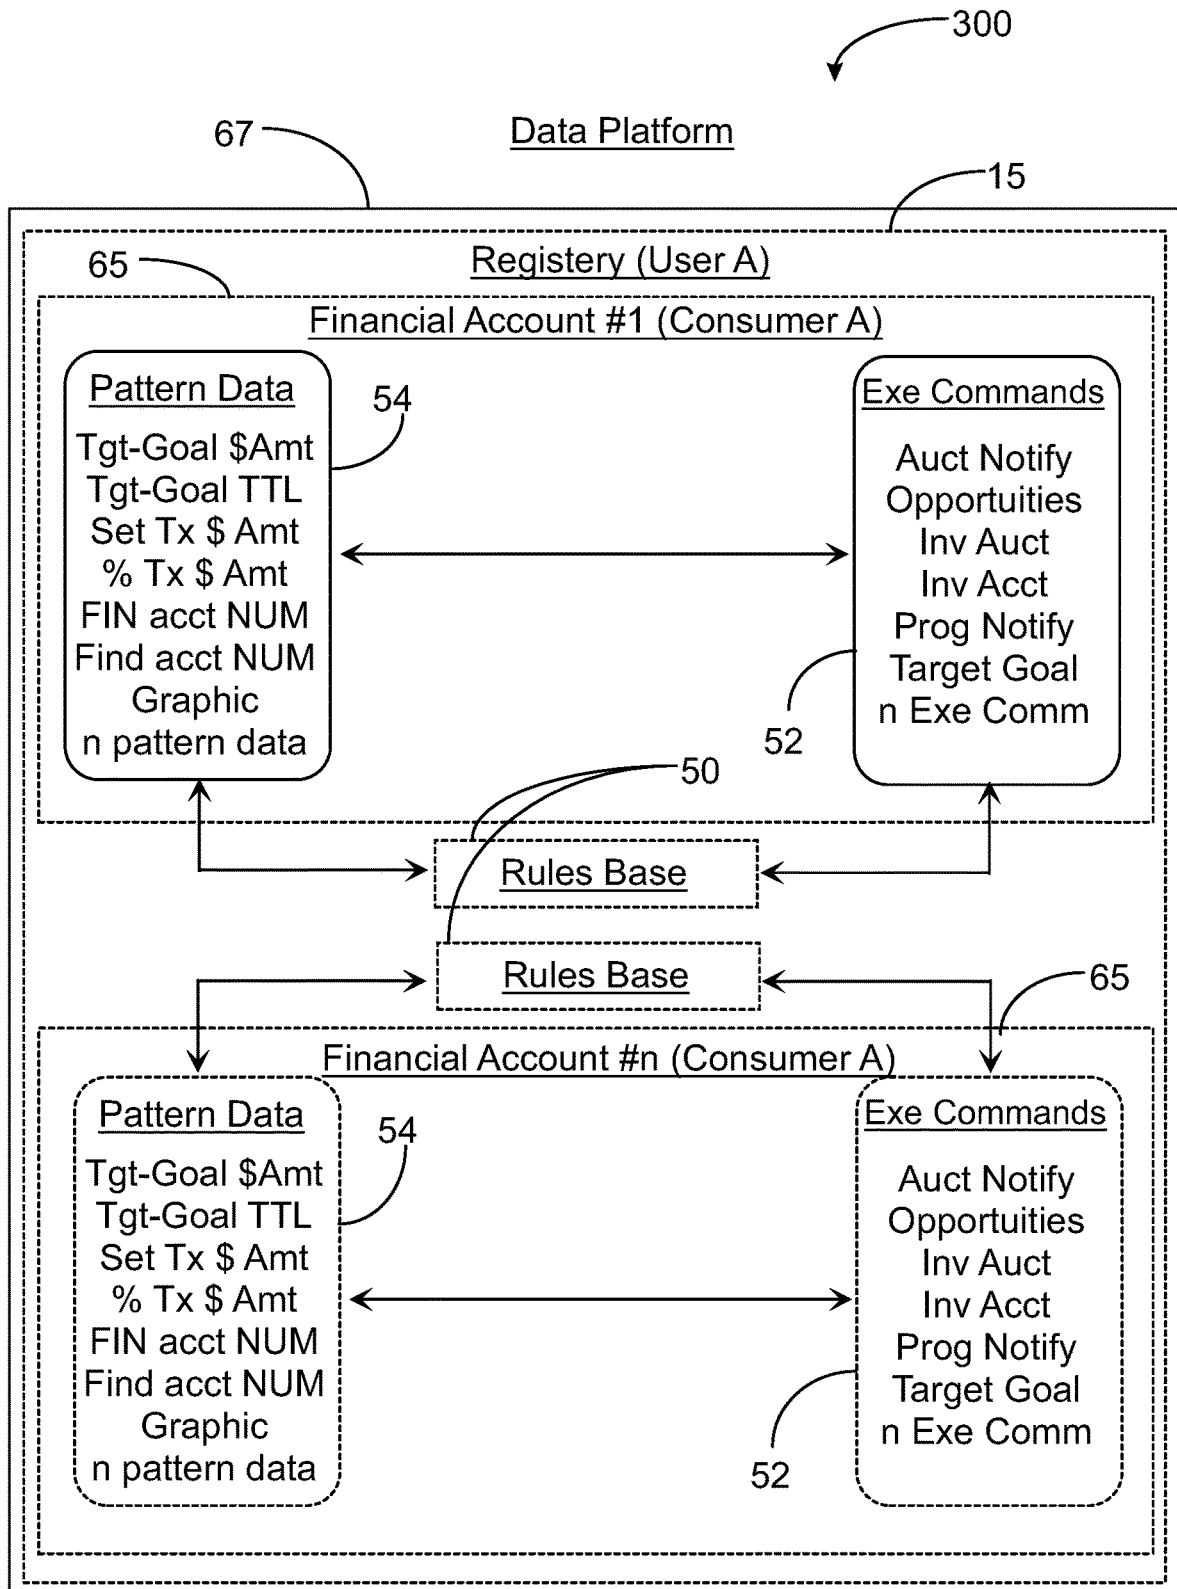 300
67
Data Platform
15
65
Registery (User A)
Financial Account #1 (Consumer A)
Pattern Data
Tgt-Goal $Amt
Tgt-Goal TTL
Set Tx $ Amt
% Tx $ Amt
FIN acct NUM
Find acct NUM
Graphic
n pattern data
54
Exe Commands
Auct Notify
Opportuities
Inv Auct
Inv Acct
Prog Notify
Target Goal
n Exe Comm
52
50
Rules Base
Rules Base
65
Financial Account #n (Consumer A)
Pattern Data
Tgt-Goal $Amt
Tgt-Goal TTL
Set Tx $ Amt
% Tx $ Amt
FIN acct NUM
Find acct NUM
Graphic
n pattern data
54
Exe Commands
Auct Notify
Opportuities
Inv Auct
Inv Acct
Prog Notify
Target Goal
n Exe Comm
52